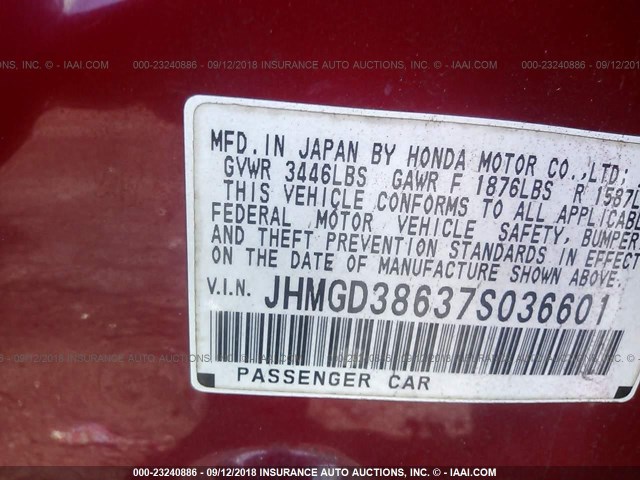 AUCTIONS, INC. © - IAAI.COM 000-23240886 - 09/12/2018 INSURANCE AUTO AUCTIONS, INC. © - IAAI.COM 000-23240886 - 09/12/2018
MFD.IN JAPAN BY HONDA MOTOR CO.,LTD;
GVWR 3446LBS GAWR F 1876LBS R 1587
THIS VEHICLE CONFORMS TO ALL APPLICABLE
FEDERAL MOTOR VEHICLE SAFETY, BUMPER
AND THEFT PREVENTION STANDARDS IN EFFECT
ON THE DATE OF MANUFACTURE SHOWN ABOVE.
V.I.N. JHMGD38637S036601
PASSENGER CAR
000-23240886 - 09/12/2018 INSURANCE AUTO AUCTIONS, INC. © - IAAI.COM